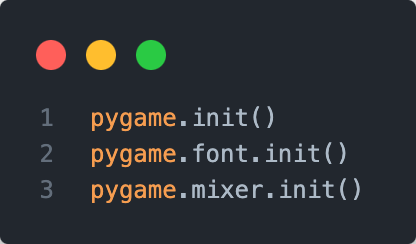 1 pygame.init()
2 pygame.font.init()
3 pygame.mixer.init()